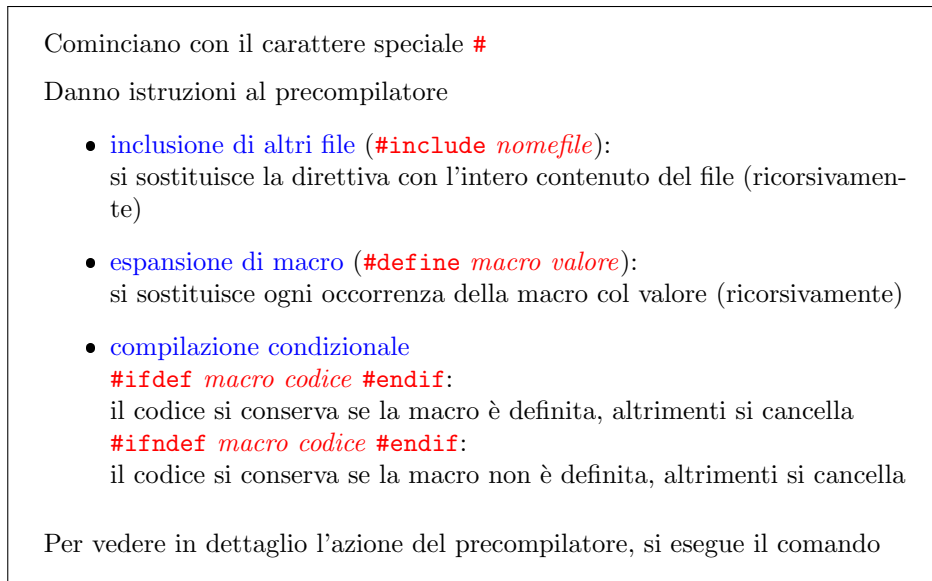 Cominciano con il carattere speciale #
Danno istruzioni al precompilatore
• inclusione di altri file (#include nomefile):
si sostituisce la direttiva con l'intero contenuto del file (ricorsivamen-
te)
• espansione di macro (#define macro valore):
si sostituisce ogni occorrenza della macro col valore (ricorsivamente)
• compilazione condizionale
#ifdef macro codice #endif:
il codice si conserva se la macro è definita, altrimenti si cancella
#ifndef macro codice #endif:
il codice si conserva se la macro non è definita, altrimenti si cancella
Per vedere in dettaglio l'azione del precompilatore, si esegue il comando